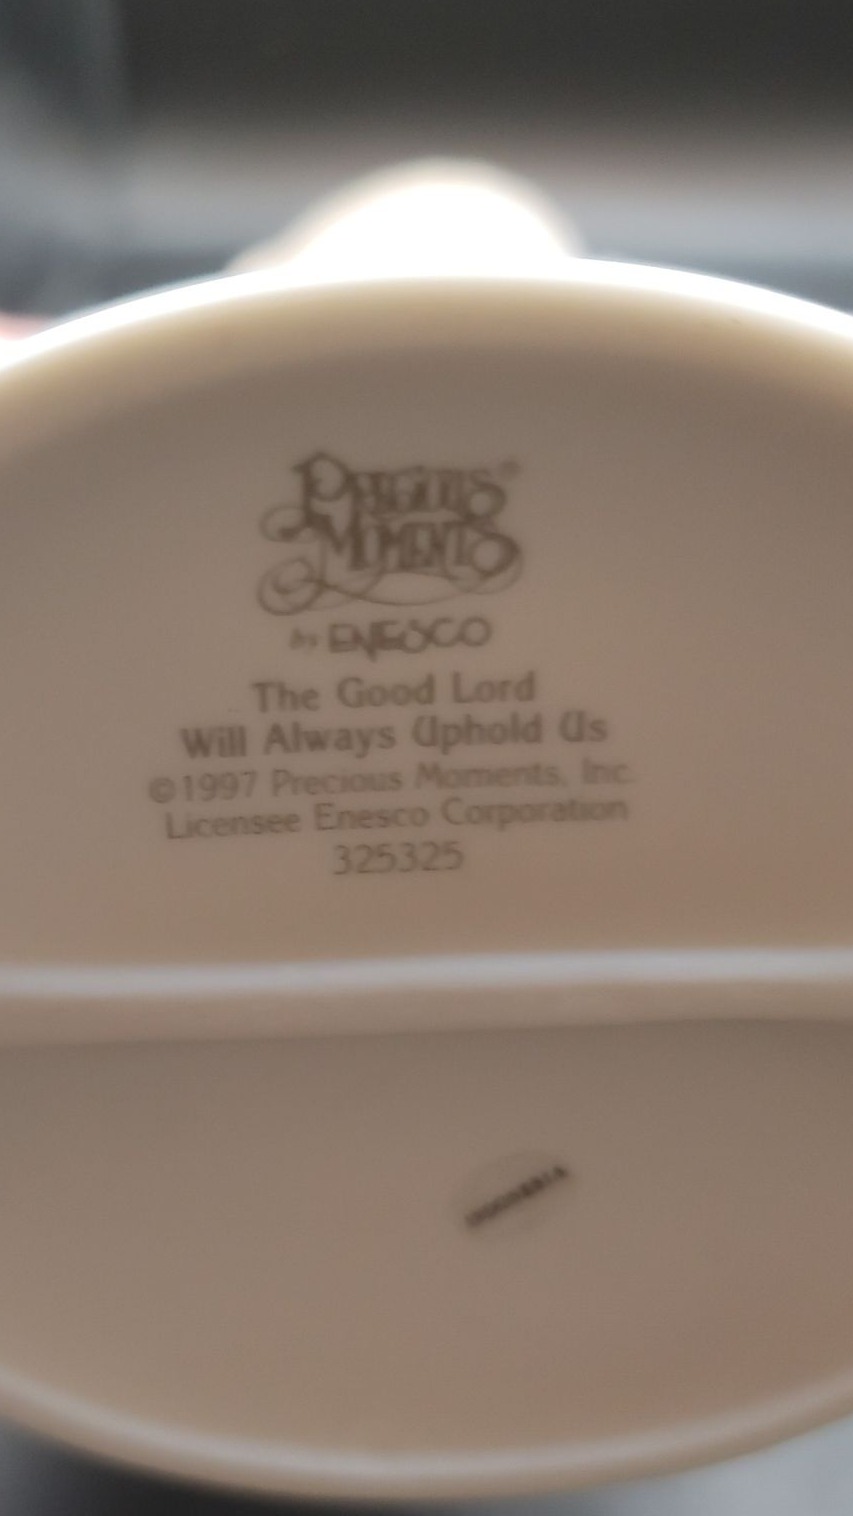 Precious®
Moments
by ENESCO
The Good Lord
Will Always Uphold Us
©1997 Precious Moments, Inc.
Licensee Enesco Corporation
325325
INDONESIA